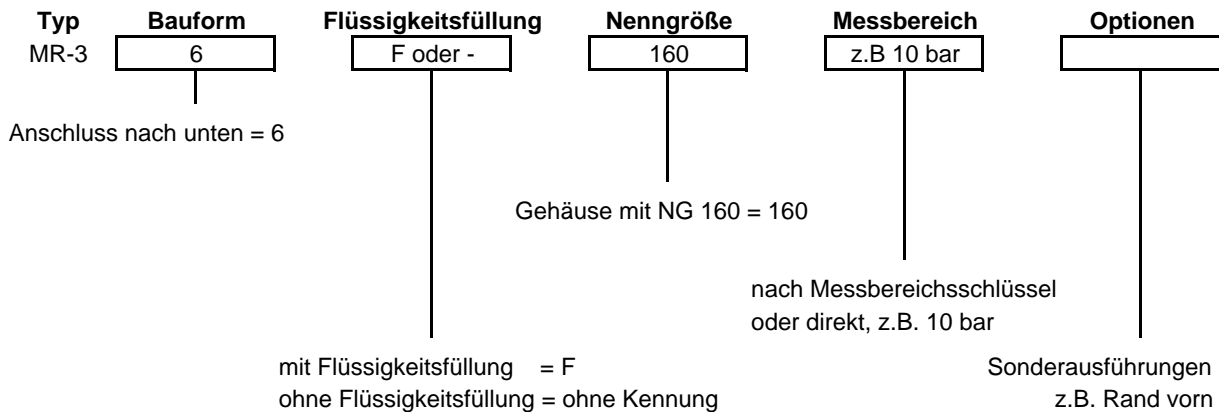 Typ Bauform Flüssigkeitsfüllung Nenngröße Messbereich Optionen
MR-3 6 F oder - 160 z.B 10 bar
Anschluss nach unten = 6
Gehäuse mit NG 160 = 160
nach Messbereichsschlüssel
oder direkt, z.B. 10 bar
mit Flüssigkeitsfüllung = F
ohne Flüssigkeitsfüllung = ohne Kennung
Sonderausführungen
z.B. Rand vorn